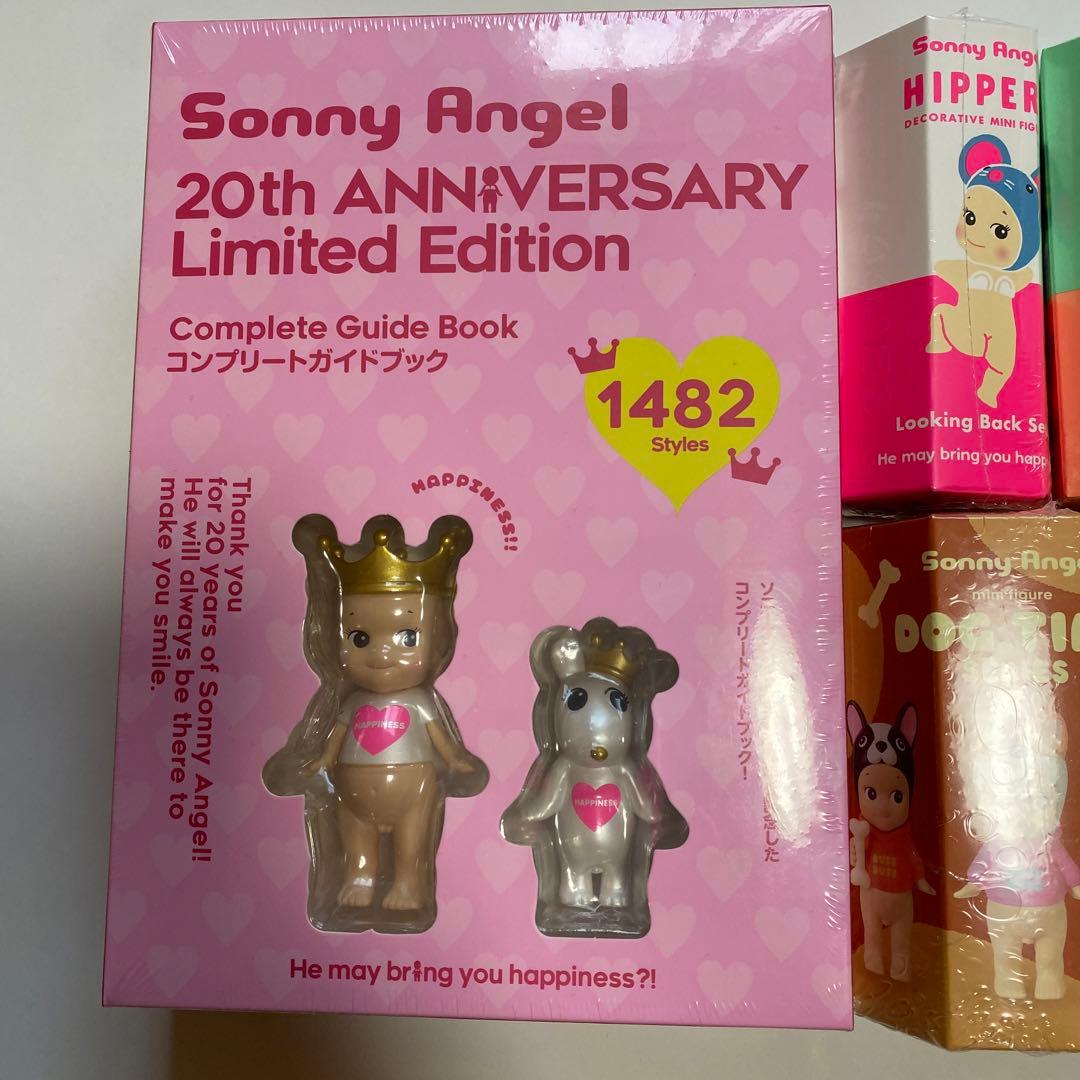 Sonny Angel
20th ANNIVERSARY
Limited Edition
Complete Guide Book
コンプリートガイドブック
1482
Styles
HAPPINESS!!
Thank you
for 20 years of Sonny Angel!
He will always be there to
make you smile.
HAPPINESS
HAPPINESS
コンプリートガイドブック!
He may bring you happiness?!
Sonny Ang
HIPPER
DECORATIVE MINI FIG
Looking Back Se
He may bring you happ
Sonny Ange
mini figure
DOG TIM